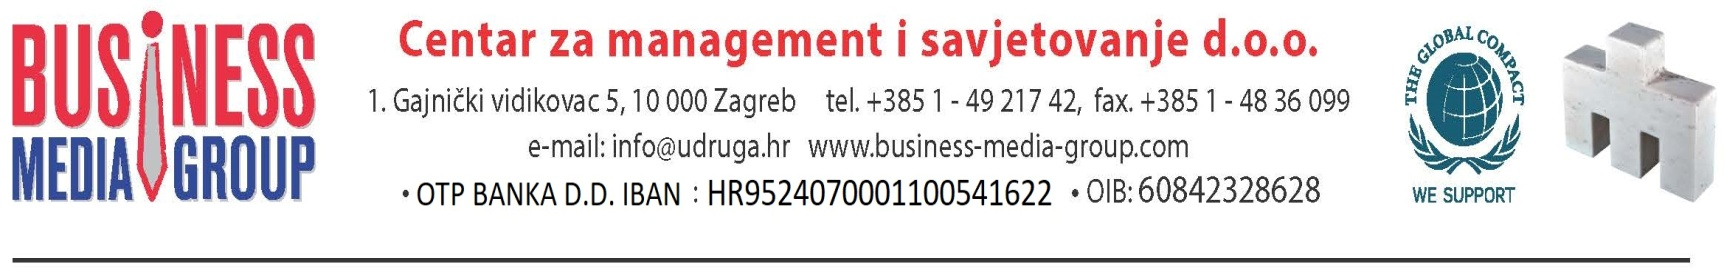 BUSINESS
MEDIA GROUP
Centar za management i savjetovanje d.o.o.
1. Gajnički vidikovac 5, 10 000 Zagreb tel. +385 1 - 49 217 42, fax. +385 1 - 48 36 099
e-mail: info@udruga.hr www.business-media-group.com
• OTP BANKA D.D. IBAN : HR9524070001100541622 • OIB: 60842328628
THE GLOBAL COMPACT
WE SUPPORT